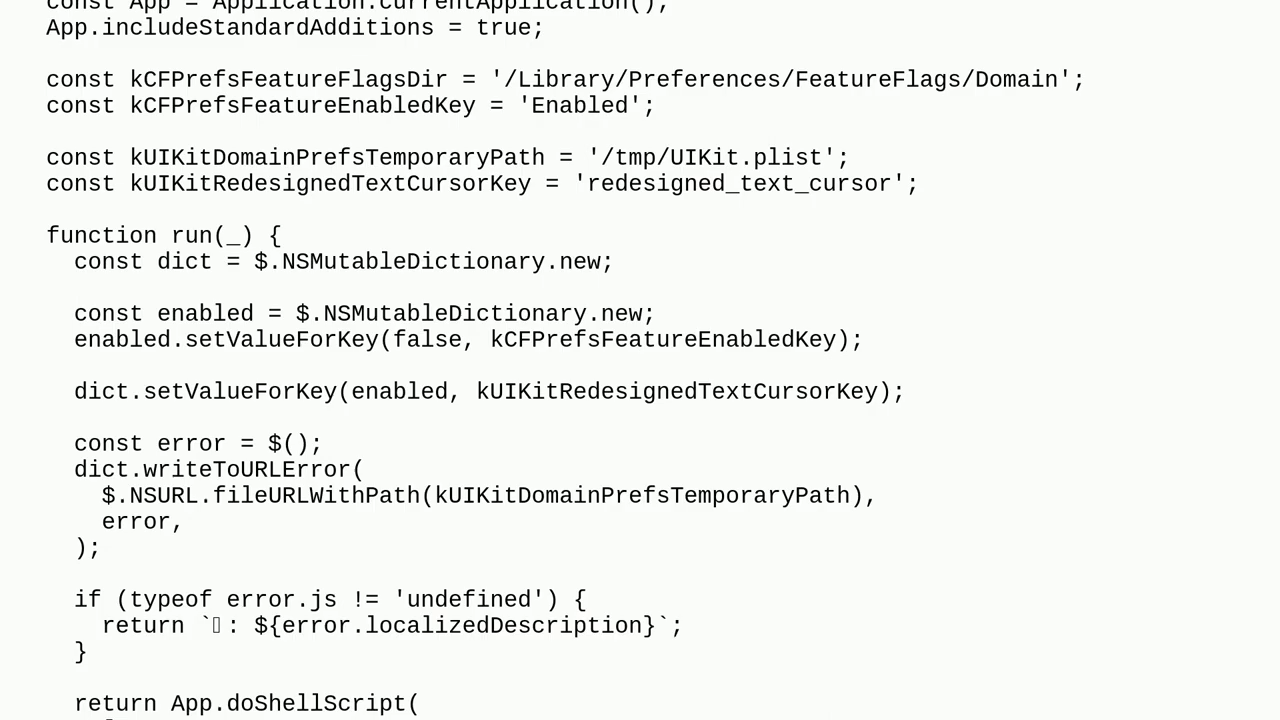 const App = Application.currentApplication();
App.includeStandardAdditions = true;

const kCFPrefsFeatureFlagsDir = '/Library/Preferences/FeatureFlags/Domain';
const kCFPrefsFeatureEnabledKey = 'Enabled';

const kUIKitDomainPrefsTemporaryPath = '/tmp/UIKit.plist';
const kUIKitRedesignedTextCursorKey = 'redesigned_text_cursor';

function run(_) {
  const dict = $.NSMutableDictionary.new;

  const enabled = $.NSMutableDictionary.new;
  enabled.setValueForKey(false, kCFPrefsFeatureEnabledKey);

  dict.setValueForKey(enabled, kUIKitRedesignedTextCursorKey);

  const error = $();
  dict.writeToURLError(
    $.NSURL.fileURLWithPath(kUIKitDomainPrefsTemporaryPath),
    error,
  );

  if (typeof error.js != 'undefined') {
    return `▯: ${error.localizedDescription}`;
  }

  return App.doShellScript(